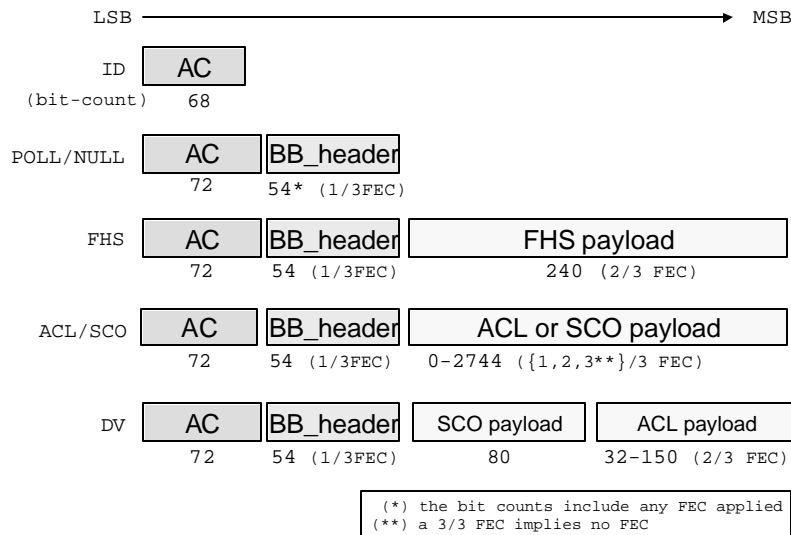 LSB MSB
ID AC
(bit-count) 68
POLL/NULL AC BB_header
72 54* (1/3FEC)
FHS AC BB_header FHS payload
72 54 (1/3FEC) 240 (2/3 FEC)
ACL/SCO AC BB_header ACL or SCO payload
72 54 (1/3FEC) 0-2744 ({1,2,3**}/3 FEC)
DV AC BB_header SCO payload ACL payload
72 54 (1/3FEC) 80 32-150 (2/3 FEC)
(*) the bit counts include any FEC applied
(**) a 3/3 FEC implies no FEC